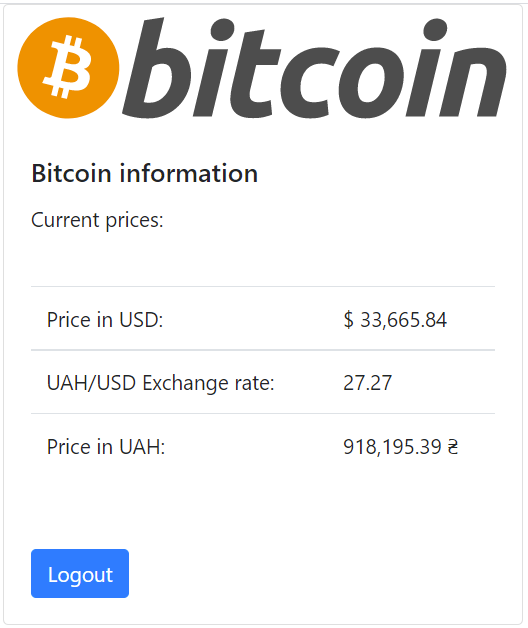 bitcoin
Bitcoin information
Current prices:
Price in USD: $ 33,665.84
UAH/USD Exchange rate: 27.27
Price in UAH: 918,195.39 ₴
Logout